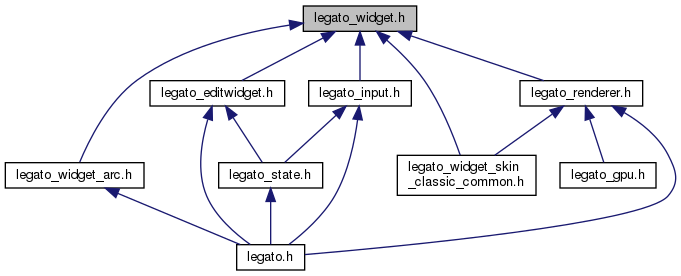 legato_widget.h
legato_editwidget.h
legato_input.h
legato_renderer.h
legato_widget_arc.h
legato_state.h
legato_widget_skin
_classic_common.h
legato_gpu.h
legato.h